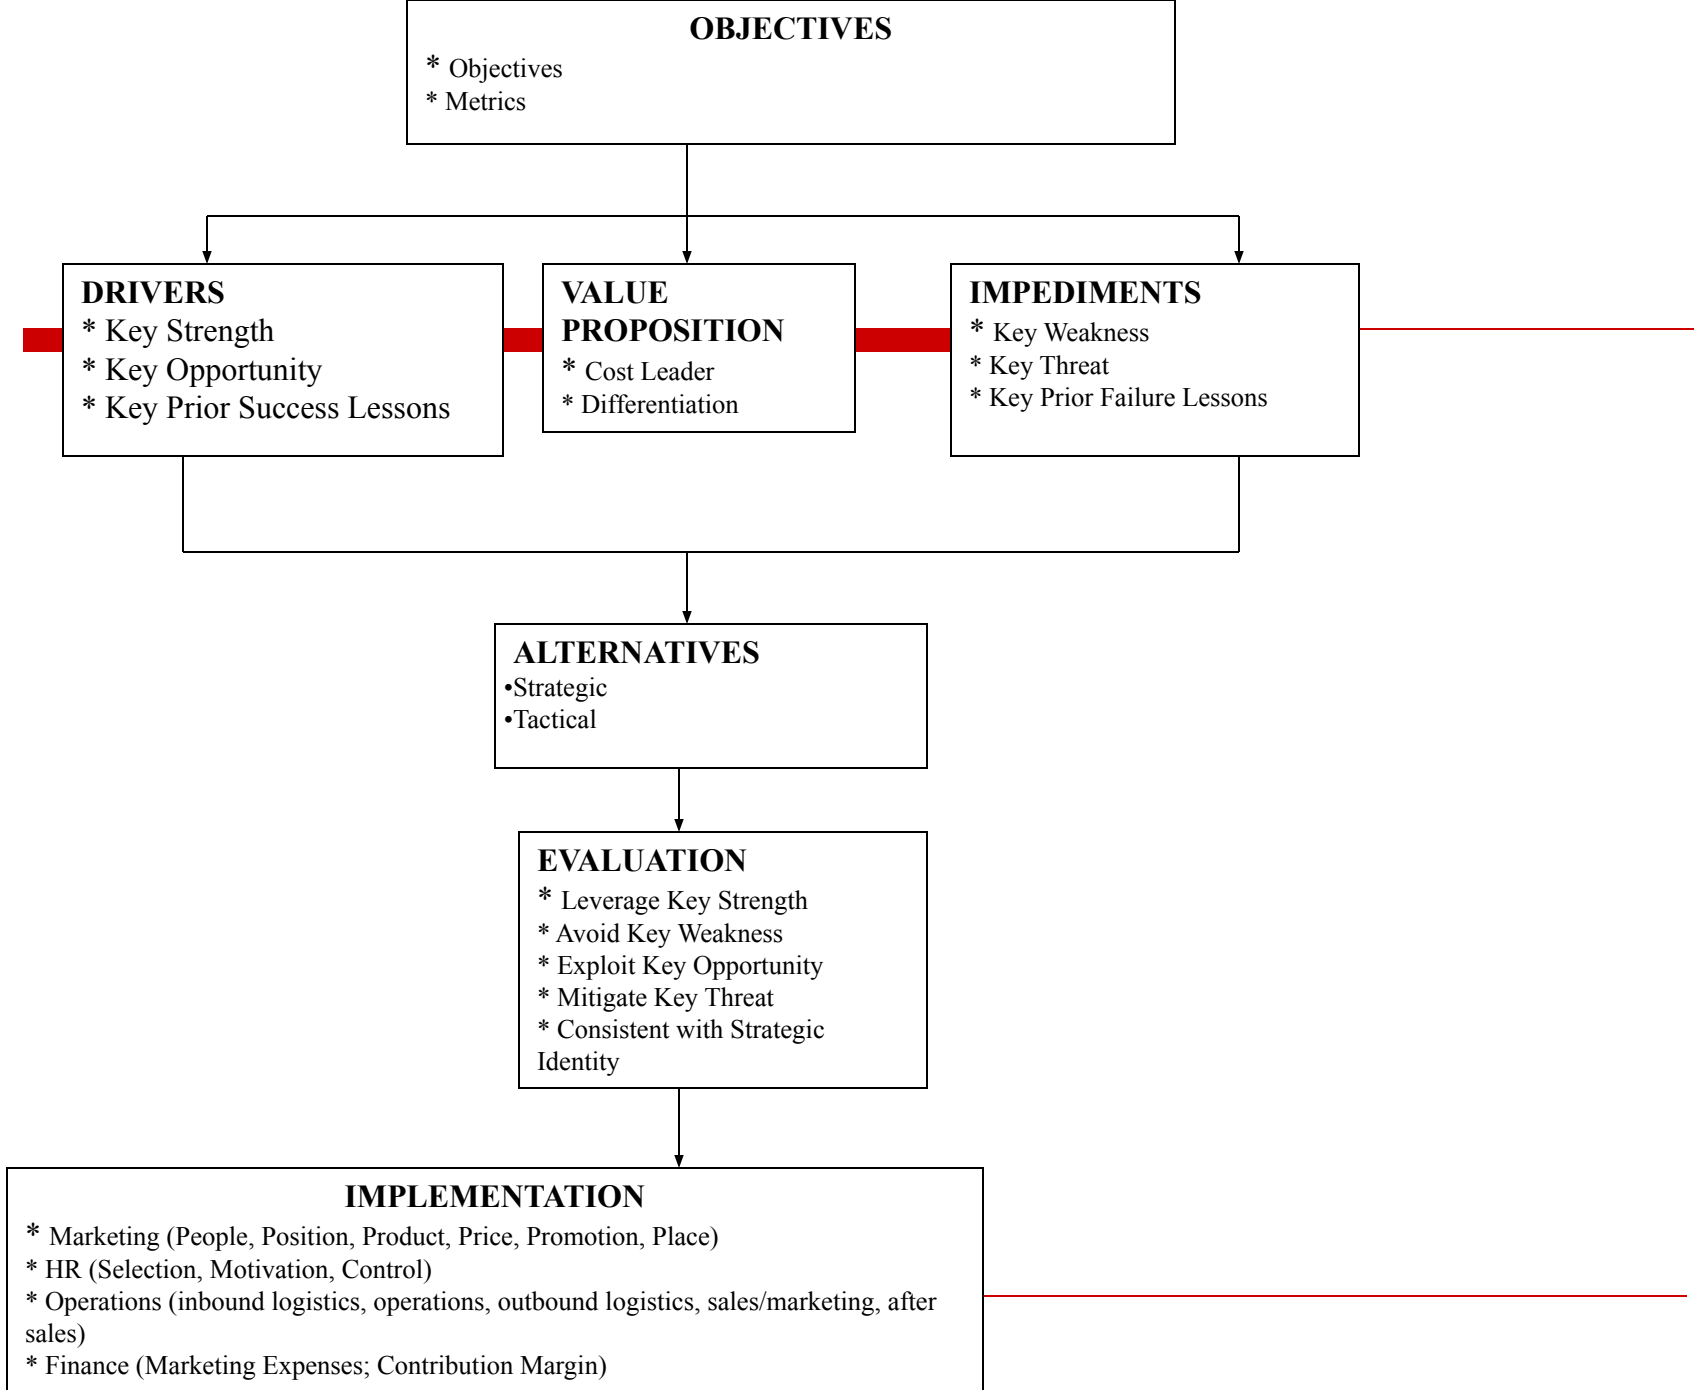 OBJECTIVES
* Objectives
* Metrics
DRIVERS
* Key Strength
* Key Opportunity
* Key Prior Success Lessons
VALUE
PROPOSITION
* Cost Leader
* Differentiation
IMPEDIMENTS
* Key Weakness
* Key Threat
* Key Prior Failure Lessons
ALTERNATIVES
•Strategic
•Tactical
EVALUATION
* Leverage Key Strength
* Avoid Key Weakness
* Exploit Key Opportunity
* Mitigate Key Threat
* Consistent with Strategic
Identity
IMPLEMENTATION
* Marketing (People, Position, Product, Price, Promotion, Place)
* HR (Selection, Motivation, Control)
* Operations (inbound logistics, operations, outbound logistics, sales/marketing, after
sales)
* Finance (Marketing Expenses; Contribution Margin)